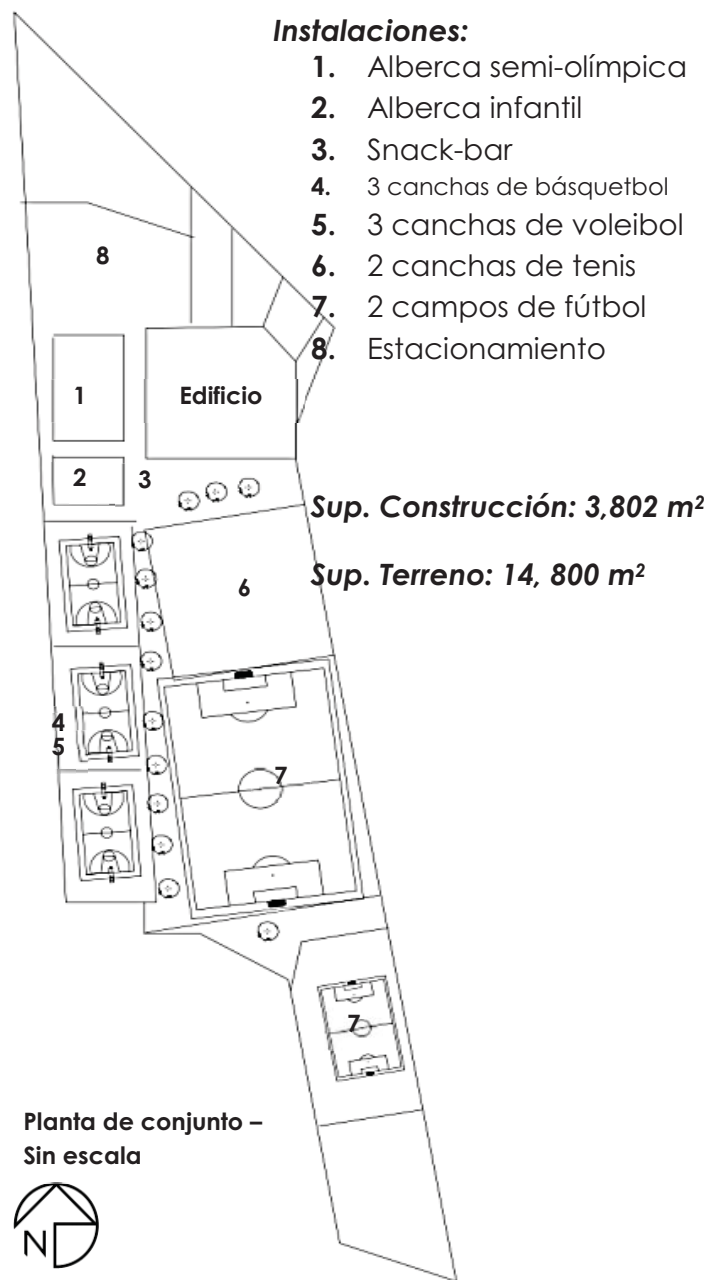 Instalaciones:
1. Alberca semi-olímpica
2. Alberca infantil
3. Snack-bar
4. 3 canchas de básquetbol
5. 3 canchas de voleibol
6. 2 canchas de tenis
7. 2 campos de fútbol
8. Estacionamiento
8
1
Edificio
2
3
Sup. Construcción: 3,802 m²
Sup. Terreno: 14, 800 m²
6
4
5
7
7
Planta de conjunto –
Sin escala
N